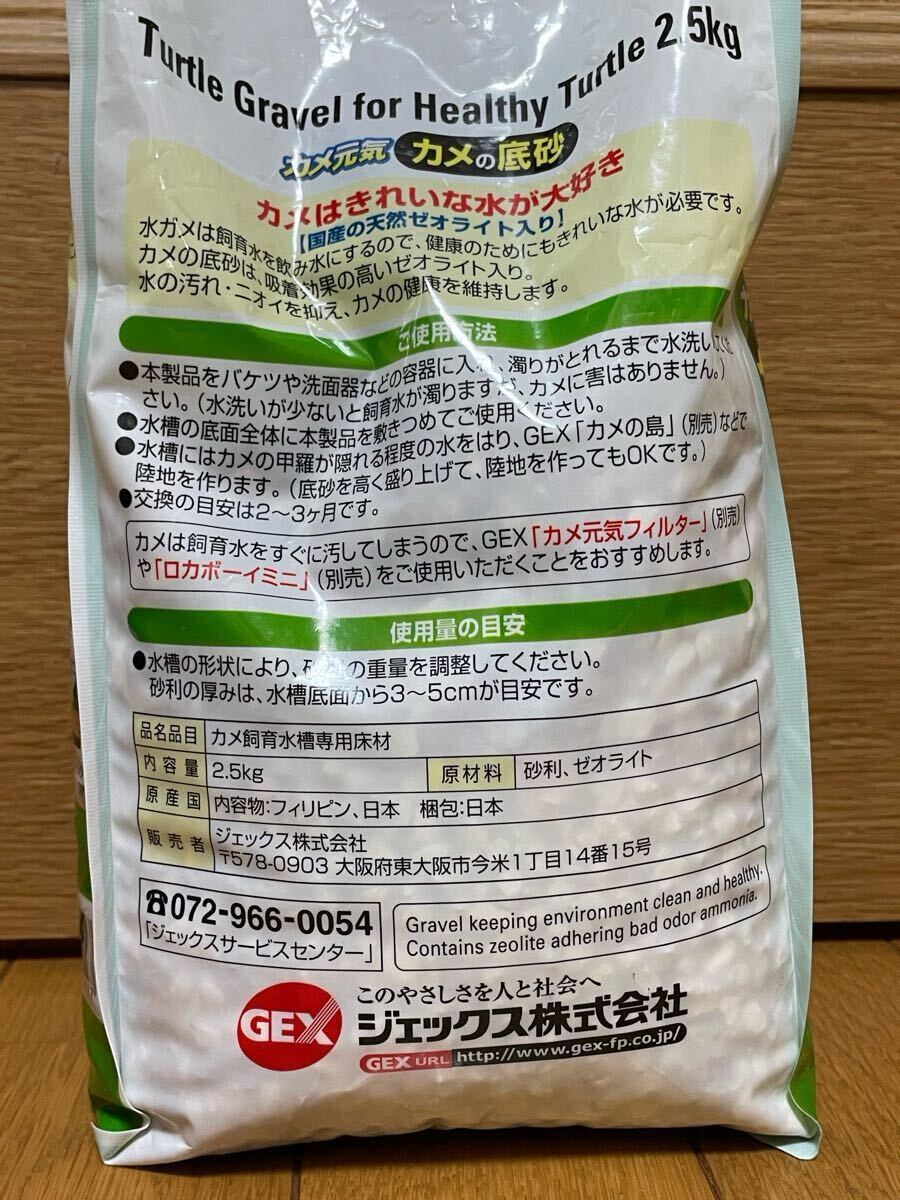 Turtle Gravel for Healthy Turtle 2.5kg
カメ元気 カメの底砂
カメはきれいな水が大好き
【国産の天然ゼオライト入り】
水ガメは飼育水を飲み水にするので、健康のためにもきれいな水が必要です。
カメの底砂は、吸着効果の高いゼオライト入り。
水の汚れ・ニオイを抑え、カメの健康を維持します。
ご使用方法
●本製品をバケツや洗面器などの容器に入れ、濁りがとれるまで水洗いしてくだ
さい。（水洗いが少ないと飼育水が濁りますが、カメに害はありません。）
●水槽の底面全体に本製品を敷きつめてご使用ください。
●水槽にはカメの甲羅が隠れる程度の水をはり、GEX「カメの島」（別売）などで
陸地を作ります。（底砂を高く盛り上げて、陸地を作ってもOKです。）
●交換の目安は2〜3ヶ月です。
カメは飼育水をすぐに汚してしまうので、GEX「カメ元気フィルター」（別売）
や「ロカボーイミニ」（別売）をご使用いただくことをおすすめします。
使用量の目安
●水槽の形状により、砂の重量を調整してください。
砂利の厚みは、水槽底面から3〜5cmが目安です。
品名品目 カメ飼育水槽専用床材
内容量 2.5kg 原材料 砂利、ゼオライト
原産国 内容物：フィリピン、日本 梱包：日本
販売者 ジェックス株式会社
〒578-0903 大阪府東大阪市今米1丁目14番15号
☎072-966-0054
「ジェックスサービスセンター」
Gravel keeping environment clean and healthy.
Contains zeolite adhering bad odor ammonia.
GEX
このやさしさを人と社会へ
ジェックス株式会社
GEX URL http://www.gex-fp.co.jp/